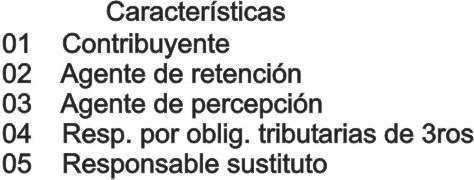 Características
01 Contribuyente
02 Agente de retención
03 Agente de percepción
04 Resp. por oblig. tributarias de 3ros
05 Responsable sustituto